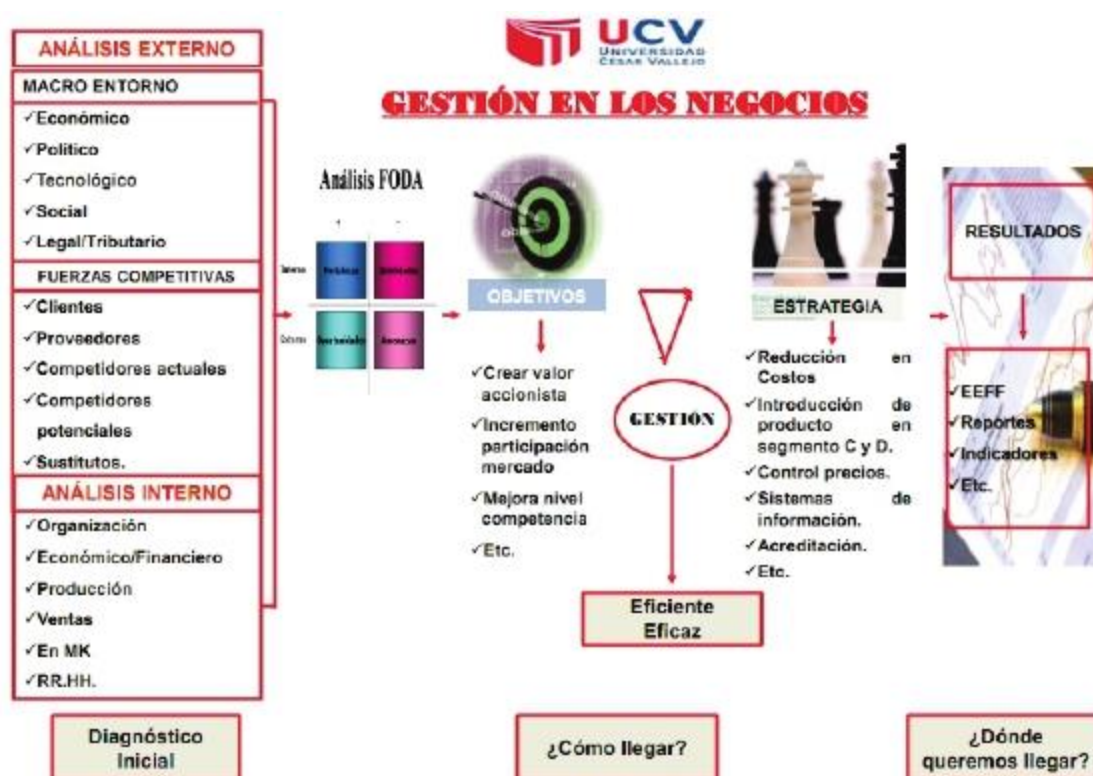 UCV
UNIVERSIDAD
CÉSAR VALLEJO
GESTIÓN EN LOS NEGOCIOS
ANÁLISIS EXTERNO
MACRO ENTORNO
✓Económico
✓Político
✓Tecnológico
✓Social
✓Legal/Tributario
FUERZAS COMPETITIVAS
✓Clientes
✓Proveedores
✓Competidores actuales
✓Competidores
potenciales
✓Sustitutos.
ANÁLISIS INTERNO
✓Organización
✓Económico/Financiero
✓Producción
✓Ventas
✓En MK
✓RR.HH.
Diagnóstico
Inicial
Análisis FODA
Oportunidades
Amenazas
OBJETIVOS
✓Crear valor
accionista
✓Incremento
participación
mercado
✓Mejora nivel
competencia
✓Etc.
GESTIÓN
Eficiente
Eficaz
¿Cómo llegar?
ESTRATEGIA
✓Reducción en
Costos
✓Introducción de
producto en
segmento C y D.
✓Control precios.
✓Sistemas de
información.
✓Acreditación.
✓Etc.
RESULTADOS
✓EEFF
✓Reportes
✓Indicadores
✓Etc.
¿Dónde
queremos llegar?